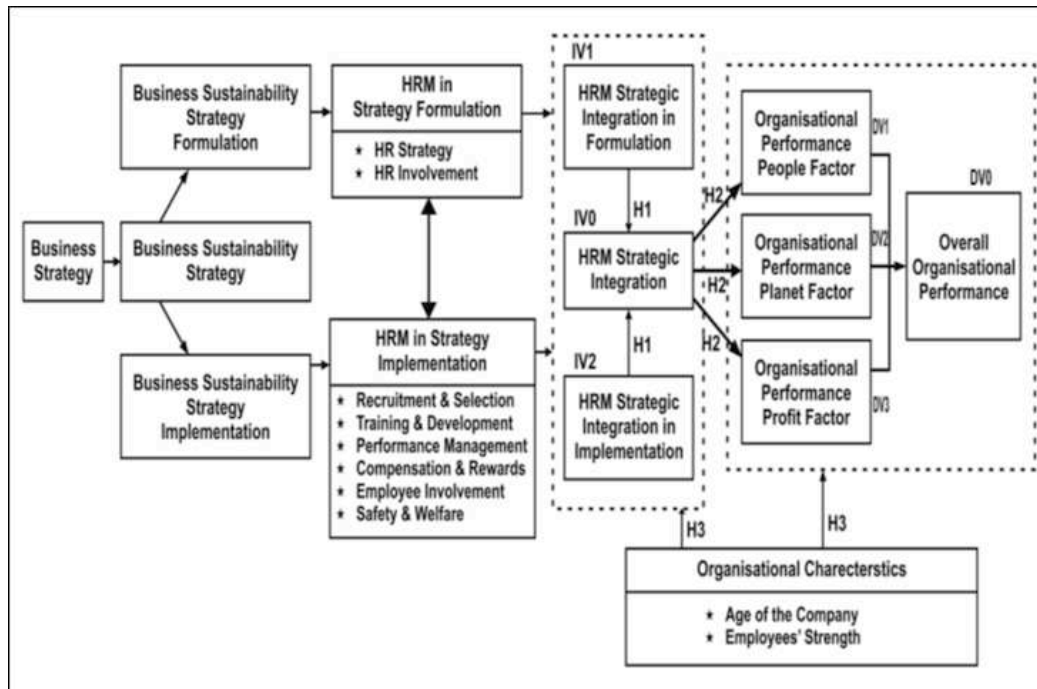 Business
Strategy
Business Sustainability
Strategy
Formulation
Business Sustainability
Strategy
Business Sustainability
Strategy
Implementation
HRM in
Strategy Formulation
★ HR Strategy
★ HR Involvement
HRM in Strategy
Implementation
★ Recruitment & Selection
★ Training & Development
★ Performance Management
★ Compensation & Rewards
★ Employee Involvement
★ Safety & Welfare
IV1
HRM Strategic
Integration in
Formulation
H1
IV0
HRM Strategic
Integration
H1
IV2
HRM Strategic
Integration in
Implementation
H2
H2
H2
Organisational
Performance
People Factor
DV1
Organisational
Performance
Planet Factor
DV2
Organisational
Performance
Profit Factor
DV3
DV0
Overall
Organisational
Performance
H3
H3
Organisational Charecterstics
★ Age of the Company
★ Employees' Strength